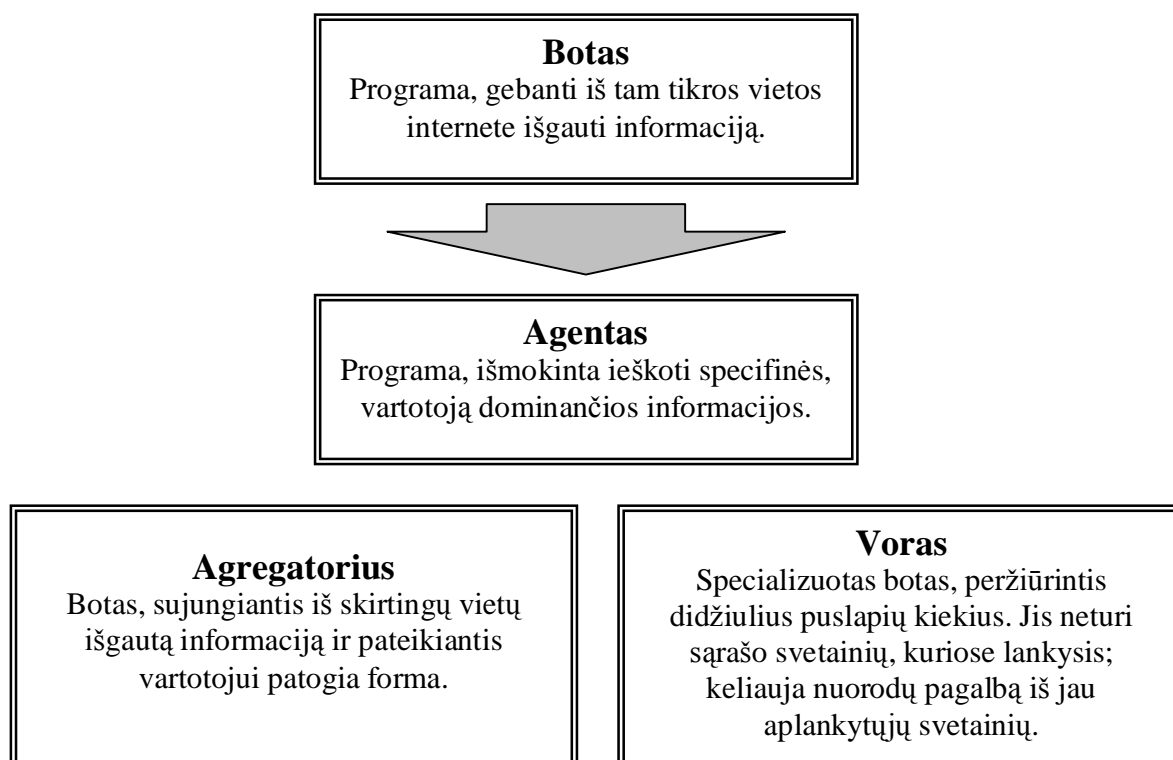 Botas
Programa, gebanti iš tam tikros vietos
internete išgauti informaciją.
Agentas
Programa, išmokinta ieškoti specifinės,
vartotoją dominančios informacijos.
Agregatorius
Botas, sujungiantis iš skirtingų vietų
išgautą informaciją ir pateikiantis
vartotojui patogia forma.
Voras
Specializuotas botas, peržiūrintis
didžiulius puslapių kiekius. Jis neturi
sąrašo svetainių, kuriose lankysis;
keliauja nuorodų pagalbą iš jau
aplankytųjų svetainių.